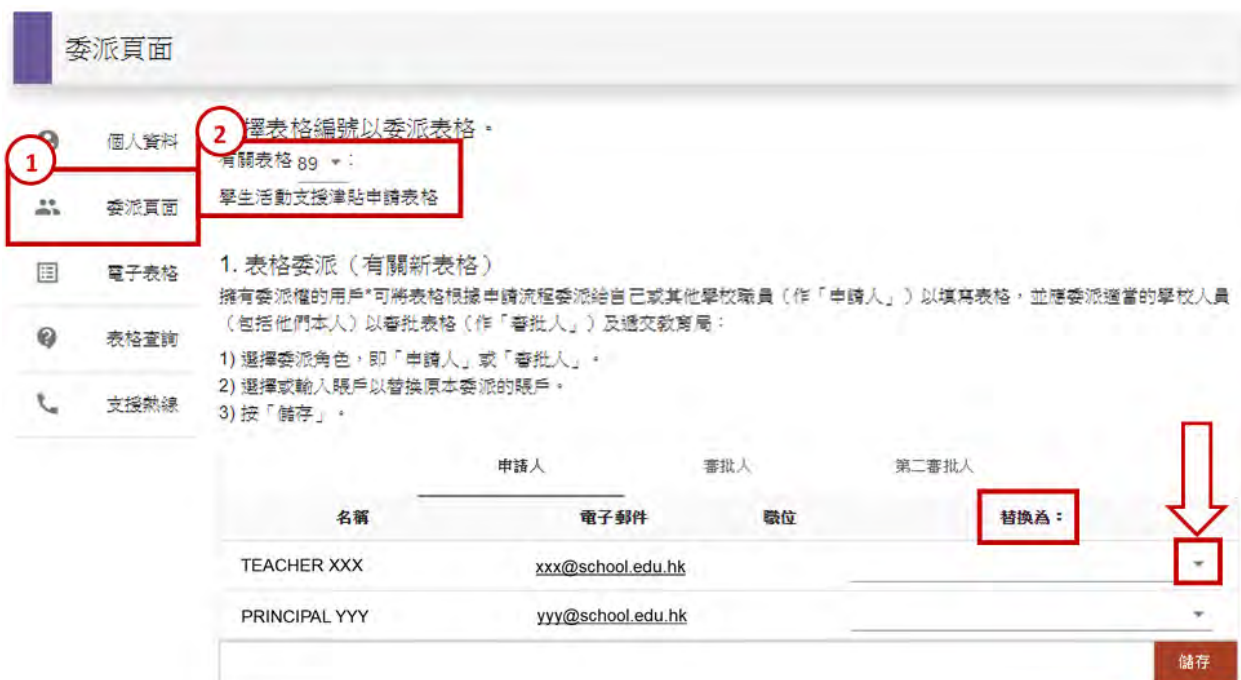 委派頁面
個人資料
委派頁面
電子表格
表格查詢
支援熱線
1
2
擇表格編號以委派表格。
有關表格 89 :
學生活動支援津貼申請表格
1. 表格委派（有關新表格）
擁有委派權的用戶*可將表格根據申請流程委派給自己或其他學校職員（作「申請人」）以填寫表格，並應委派適當的學校人員
（包括他們本人）以審批表格（作「審批人」）及遞交教育局：
1) 選擇委派角色，即「申請人」或「審批人」。
2) 選擇或輸入賬戶以替換原本委派的賬戶。
3) 按「儲存」。
申請人 審批人 第二審批人
名稱 電子郵件 職位 替換為：
TEACHER XXX xxx@school.edu.hk
PRINCIPAL YYY yyy@school.edu.hk
儲存